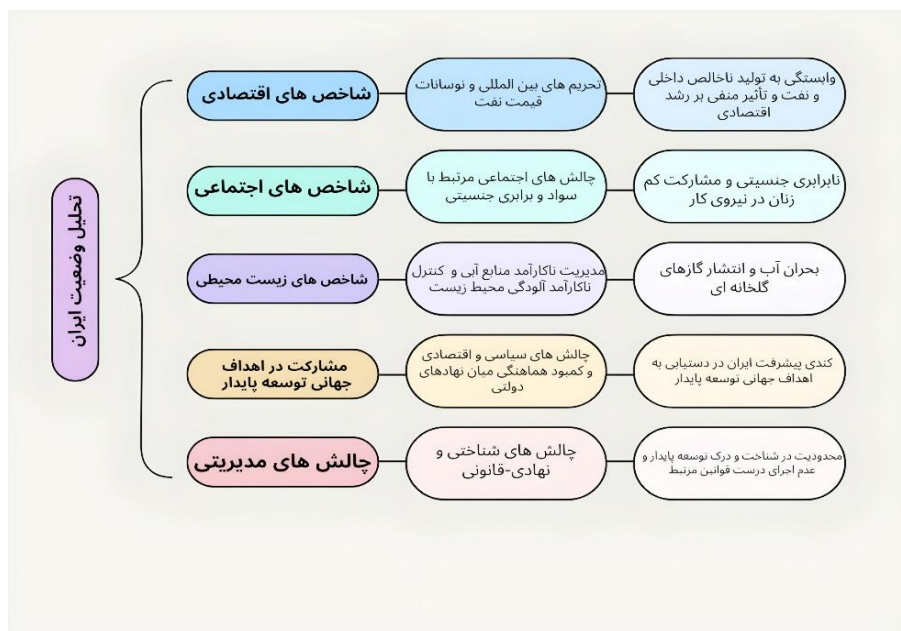 تحلیل وضعیت ایران
شاخص های اقتصادی
تحریم های بین المللی و نوسانات
قیمت نفت
وابستگی به تولید ناخالص داخلی
و نفت و تأثیر منفی بر رشد
اقتصادی
شاخص های اجتماعی
چالش های اجتماعی مرتبط با
سواد و برابری جنسیتی
نابرابری جنسیتی و مشارکت کم
زنان در نیروی کار
شاخص های زیست محیطی
مدیریت ناکارآمد منابع آبی و کنترل
ناکارآمد آلودگی محیط زیست
بحران آب و انتشار گازهای
گلخانه ای
مشارکت در اهداف
جهانی توسعه پایدار
چالش های سیاسی و اقتصادی
و کمبود هماهنگی میان نهادهای
دولتی
کندی پیشرفت ایران در دستیابی به
اهداف جهانی توسعه پایدار
چالش های مدیریتی
چالش های شناختی و
نهادی-قانونی
محدودیت در شناخت و درک توسعه پایدار و
عدم اجرای درست قوانین مرتبط